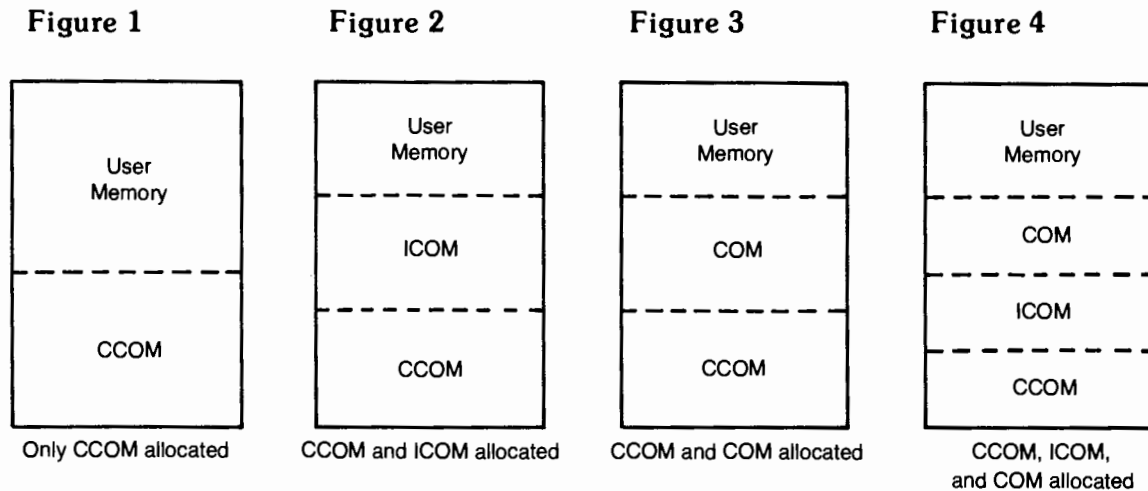 Figure 1
User
Memory
CCOM
Only CCOM allocated
Figure 2
User
Memory
ICOM
CCOM
CCOM and ICOM allocated
Figure 3
User
Memory
COM
CCOM
CCOM and COM allocated
Figure 4
User
Memory
COM
ICOM
CCOM
CCOM, ICOM,
and COM allocated